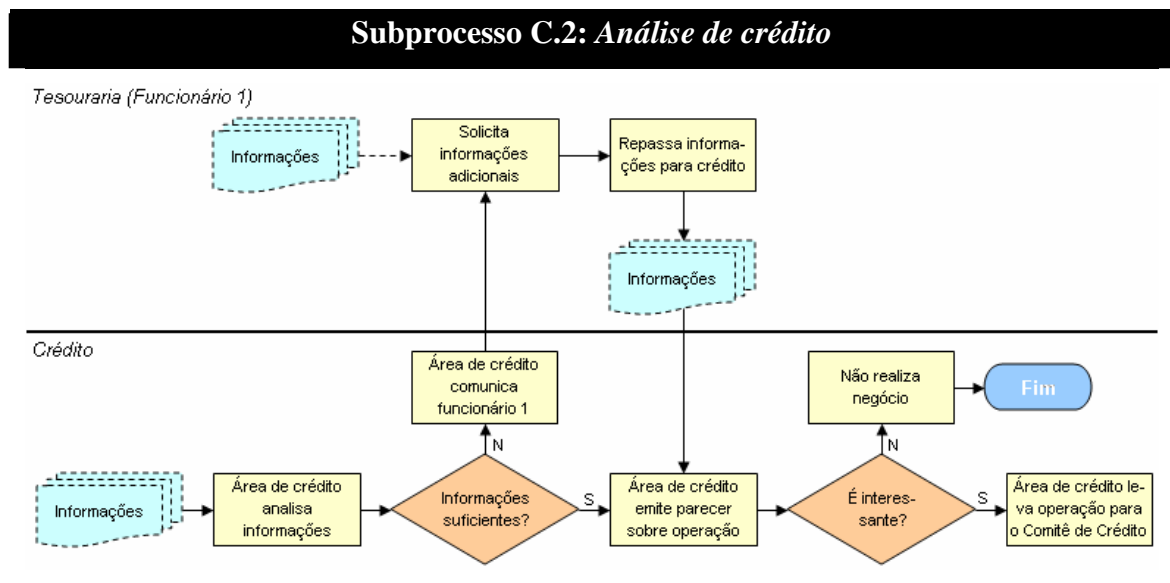 Subprocesso C.2: Análise de crédito
Tesouraria (Funcionário 1)
Informações
Solicita
informações
adicionais
Repassa informa-
ções para crédito
Informações
Crédito
Área de crédito
comunica
funcionário 1
Não realiza
negócio
Fim
N
N
Informações
Área de crédito
analisa
informações
Informações
suficientes?
S
Área de crédito
emite parecer
sobre operação
É interes-
sante?
S
Área de crédito le-
va operação para
o Comitê de Crédito